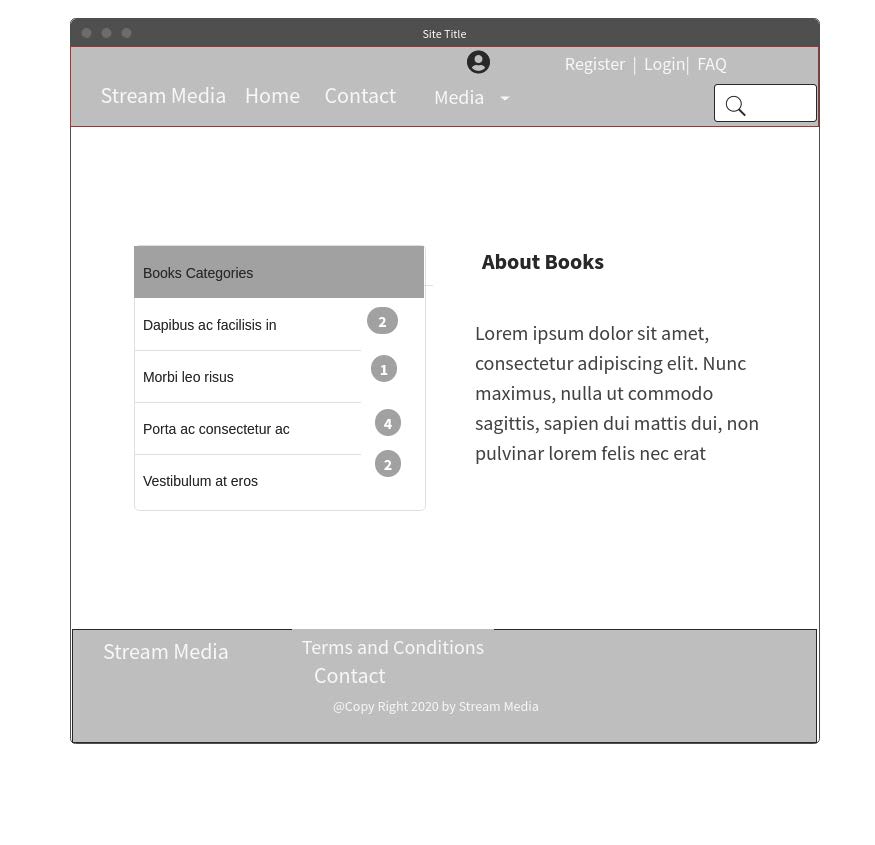 Site Title
Register | Login| FAQ
Stream Media Home Contact Media
Books Categories
Dapibus ac facilisis in 2
Morbi leo risus 1
Porta ac consectetur ac 4
Vestibulum at eros 2
About Books
Lorem ipsum dolor sit amet,
consectetur adipiscing elit. Nunc
maximus, nulla ut commodo
sagittis, sapien dui mattis dui, non
pulvinar lorem felis nec erat
Stream Media
Terms and Conditions
Contact
@Copy Right 2020 by Stream Media